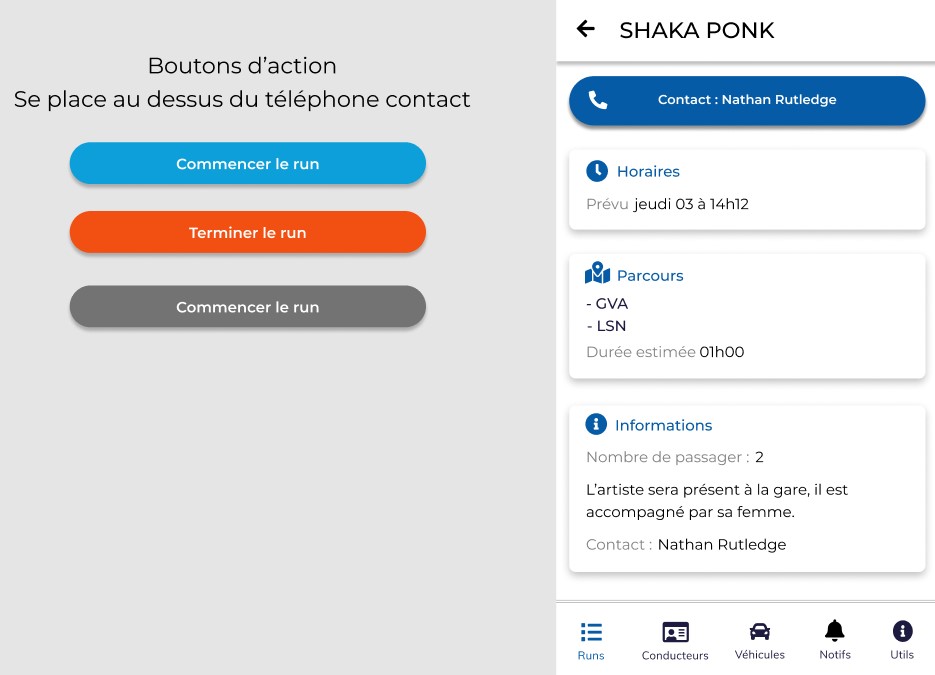 Boutons d’action
Se place au dessus du téléphone contact
Commencer le run
Terminer le run
Commencer le run
SHAKA PONK
Contact : Nathan Rutledge
Horaires
Prévu jeudi 03 à 14h12
Parcours
- GVA
- LSN
Durée estimée 01h00
Informations
Nombre de passager : 2
L’artiste sera présent à la gare, il est
accompagné par sa femme.
Contact : Nathan Rutledge
Runs
Conducteurs
Véhicules
Notifs
Utils